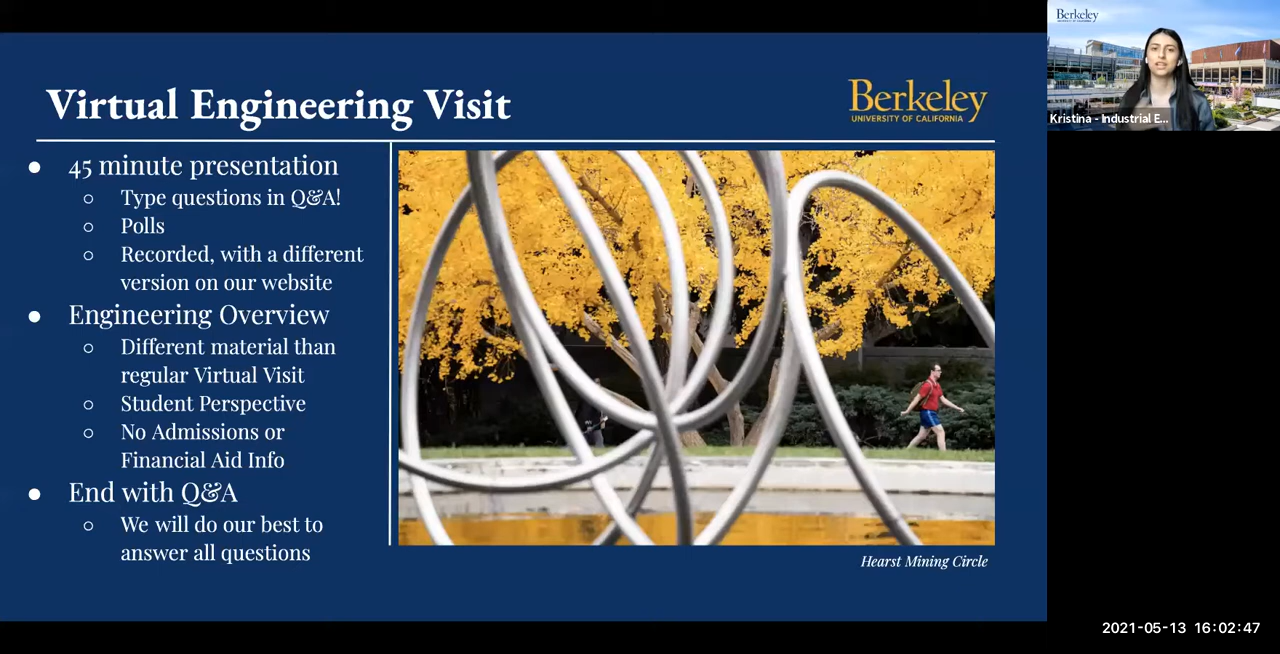 Virtual Engineering Visit
Berkeley
UNIVERSITY OF CALIFORNIA
● 45 minute presentation
○ Type questions in Q&A!
○ Polls
○ Recorded, with a different
version on our website
● Engineering Overview
○ Different material than
regular Virtual Visit
○ Student Perspective
○ No Admissions or
Financial Aid Info
● End with Q&A
○ We will do our best to
answer all questions
Hearst Mining Circle
Berkeley
Kristina - Industrial E...
2021-05-13 16:02:47